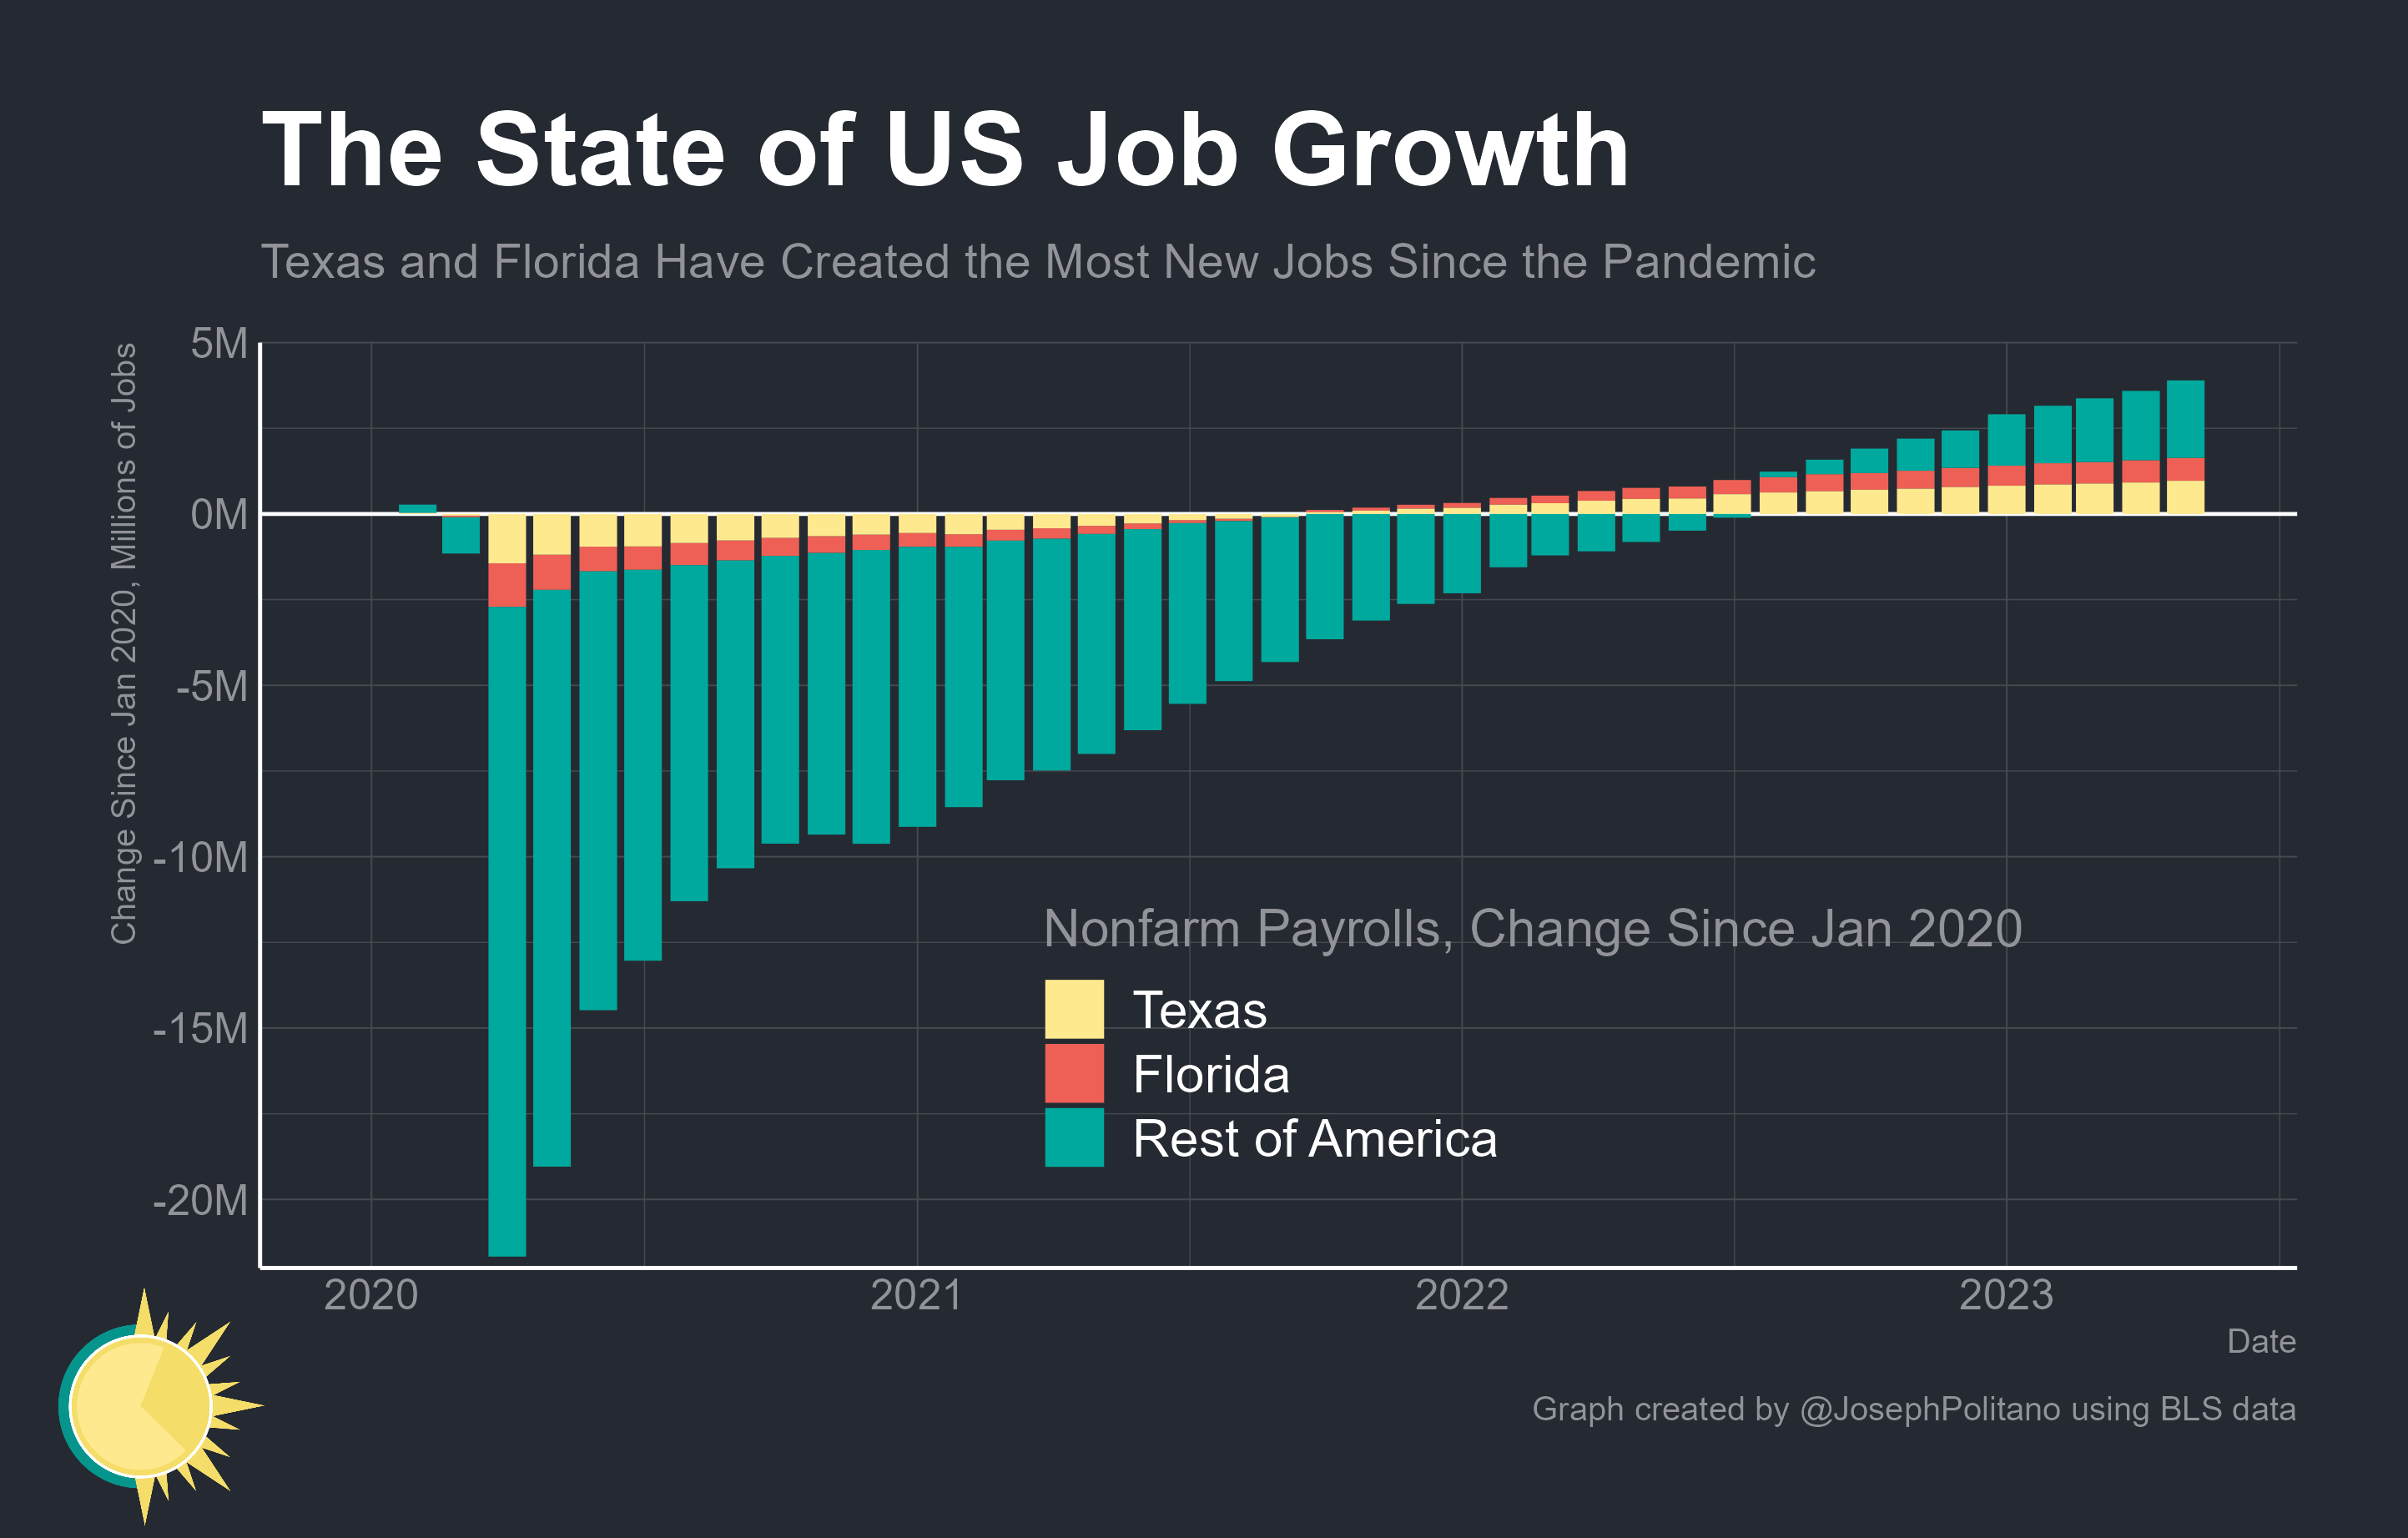 The State of US Job Growth
Texas and Florida Have Created the Most New Jobs Since the Pandemic
Change Since Jan 2020, Millions of Jobs
5M
0M
-5M
-10M
-15M
-20M
Nonfarm Payrolls, Change Since Jan 2020
Texas
Florida
Rest of America
2020 2021 2022 2023
Date
Graph created by @JosephPolitano using BLS data